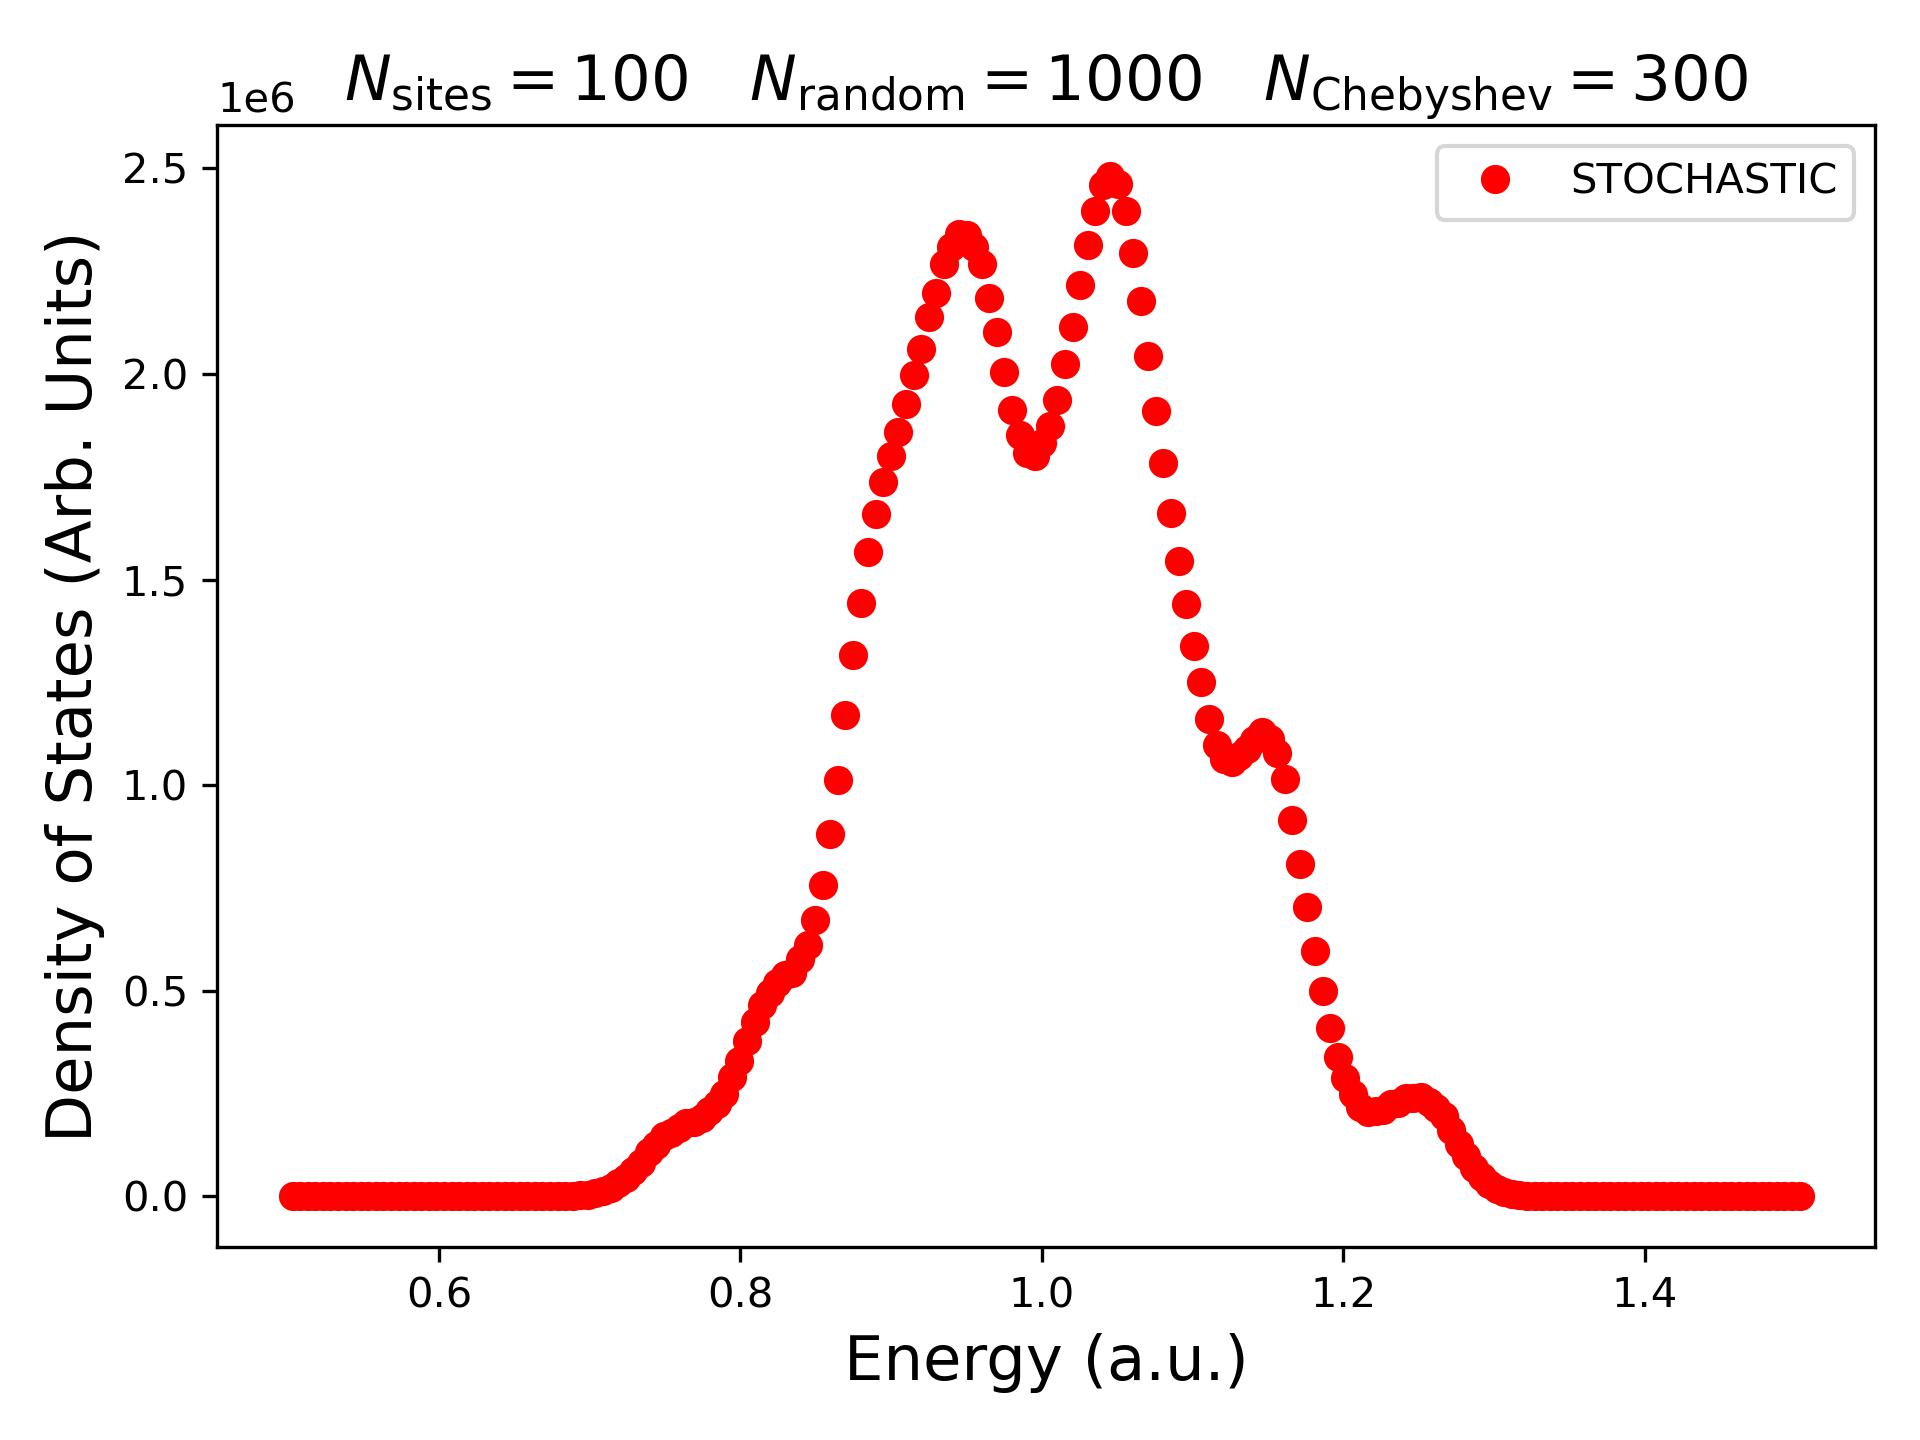 1e6
N_sites = 100 N_random = 1000 N_Chebyshev = 300
STOCHASTIC
Density of States (Arb. Units)
2.5
2.0
1.5
1.0
0.5
0.0
0.6 0.8 1.0 1.2 1.4
Energy (a.u.)